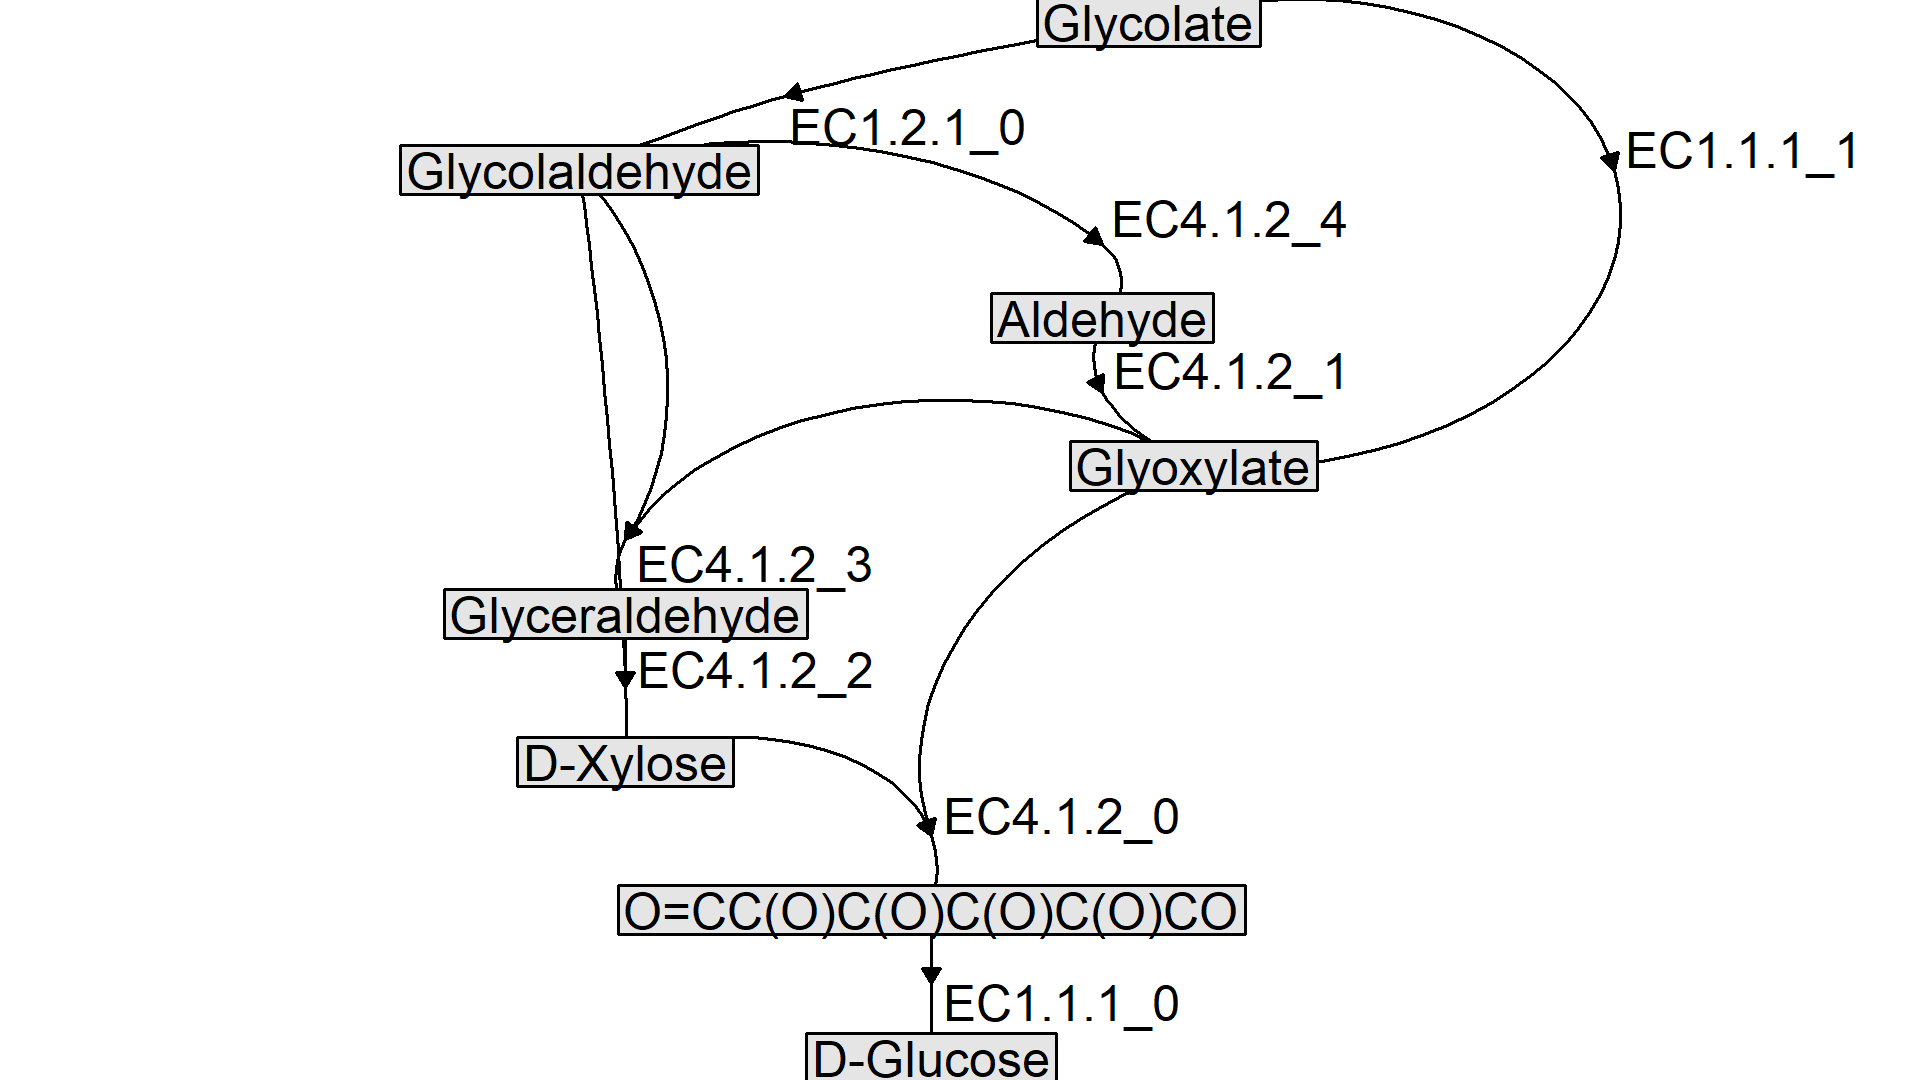 Glycolate
EC1.2.1_0
EC1.1.1_1
Glycolaldehyde
EC4.1.2_4
Aldehyde
EC4.1.2_1
Glyoxylate
EC4.1.2_3
Glyceraldehyde
EC4.1.2_2
D-Xylose
EC4.1.2_0
O=CC(O)C(O)C(O)C(O)CO
EC1.1.1_0
D-Glucose